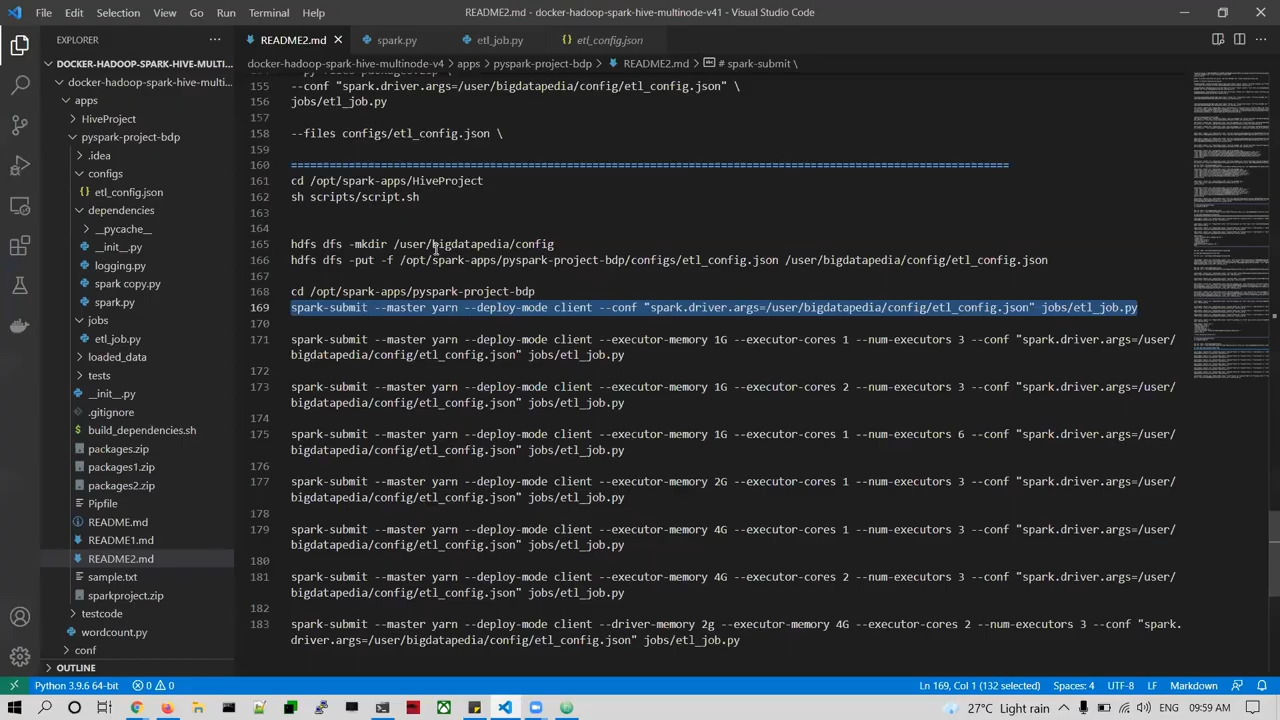 File Edit Selection View Go Run Terminal Help
README2.md - docker-hadoop-spark-hive-multinode-v41 - Visual Studio Code
EXPLORER
DOCKER-HADOOP-SPARK-HIVE-MULTI...
docker-hadoop-spark-hive-multinode...
apps
HiveProject
pyspark-project-bdp
.idea
configs
etl_config.json
dependencies
__pycache__
__init__.py
logging.py
spark copy.py
spark.py
jobs
etl_job.py
loaded_data
tests
__init__.py
.gitignore
build_dependencies.sh
packages.zip
packages1.zip
packages2.zip
Pipfile
README.md
README1.md
README2.md
sample.txt
sparkproject.zip
testcode
wordcount.py
conf
OUTLINE
README2.md
spark.py
etl_job.py
etl_config.json
docker-hadoop-spark-hive-multinode-v4 > apps > pyspark-project-bdp > README2.md > # spark-submit \
155 --conf "spark.driver.args=/user/bigdatapedia/config/etl_config.json" \
156 jobs/etl_job.py
157
158 --files configs/etl_config.json \
159
160 ====================================================================================================
161 cd /opt/spark-apps/HiveProject
162 sh scripts/script.sh
163
164
165 hdfs dfs -mkdir -p /user/bigdatapedia/config
166 hdfs dfs -put -f /opt/spark-apps/pyspark-project-bdp/configs/etl_config.json /user/bigdatapedia/config/etl_config.json
167
168 cd /opt/spark-apps/pyspark-project-bdp
169 spark-submit --master yarn --deploy-mode client --conf "spark.driver.args=/user/bigdatapedia/config/etl_config.json" jobs/etl_job.py
170
171 spark-submit --master yarn --deploy-mode client --executor-memory 1G --executor-cores 1 --num-executors 3 --conf "spark.driver.args=/user/
bigdatapedia/config/etl_config.json" jobs/etl_job.py
172
173 spark-submit --master yarn --deploy-mode client --executor-memory 1G --executor-cores 2 --num-executors 3 --conf "spark.driver.args=/user/
bigdatapedia/config/etl_config.json" jobs/etl_job.py
174
175 spark-submit --master yarn --deploy-mode client --executor-memory 1G --executor-cores 1 --num-executors 6 --conf "spark.driver.args=/user/
bigdatapedia/config/etl_config.json" jobs/etl_job.py
176
177 spark-submit --master yarn --deploy-mode client --executor-memory 2G --executor-cores 1 --num-executors 3 --conf "spark.driver.args=/user/
bigdatapedia/config/etl_config.json" jobs/etl_job.py
178
179 spark-submit --master yarn --deploy-mode client --executor-memory 4G --executor-cores 1 --num-executors 3 --conf "spark.driver.args=/user/
bigdatapedia/config/etl_config.json" jobs/etl_job.py
180
181 spark-submit --master yarn --deploy-mode client --executor-memory 4G --executor-cores 2 --num-executors 3 --conf "spark.driver.args=/user/
bigdatapedia/config/etl_config.json" jobs/etl_job.py
182
183 spark-submit --master yarn --deploy-mode client --driver-memory 2g --executor-memory 4G --executor-cores 2 --num-executors 3 --conf "spark.
driver.args=/user/bigdatapedia/config/etl_config.json" jobs/etl_job.py
Python 3.9.6 64-bit 0 0 Ln 169, Col 1 (132 selected) Spaces: 4 UTF-8 LF Markdown
27°C Light rain ENG 09:59 AM